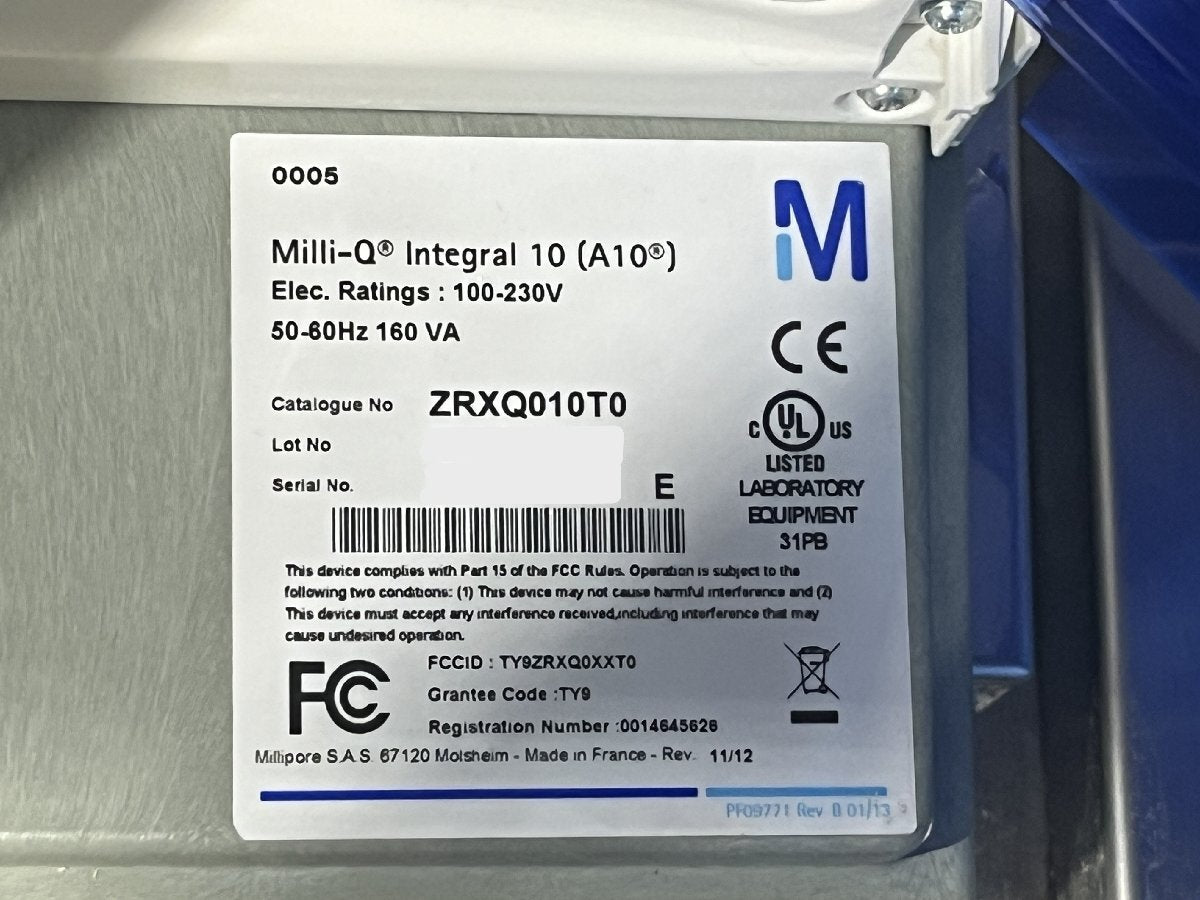 0005
M
Milli-Q® Integral 10 (A10®)
Elec. Ratings : 100-230V
50-60Hz 160 VA
CE
Catalogue No ZRXQ010T0
Lot No
Serial No.
E
C UL US
LISTED
LABORATORY
EQUIPMENT
31PB
This device complies with Part 15 of the FCC Rules. Operation is subject to the
following two conditions: (1) This device may not cause harmful interference and (2)
This device must accept any interference received,including interference that may
cause undesired operation.
FC
FCCID : TY9ZRXQ0XXT0
Grantee Code :TY9
Registration Number :0014645626
Millipore S.A.S. 67120 Molsheim - Made in France - Rev. 11/12
PF09771 Rev 0 01/13